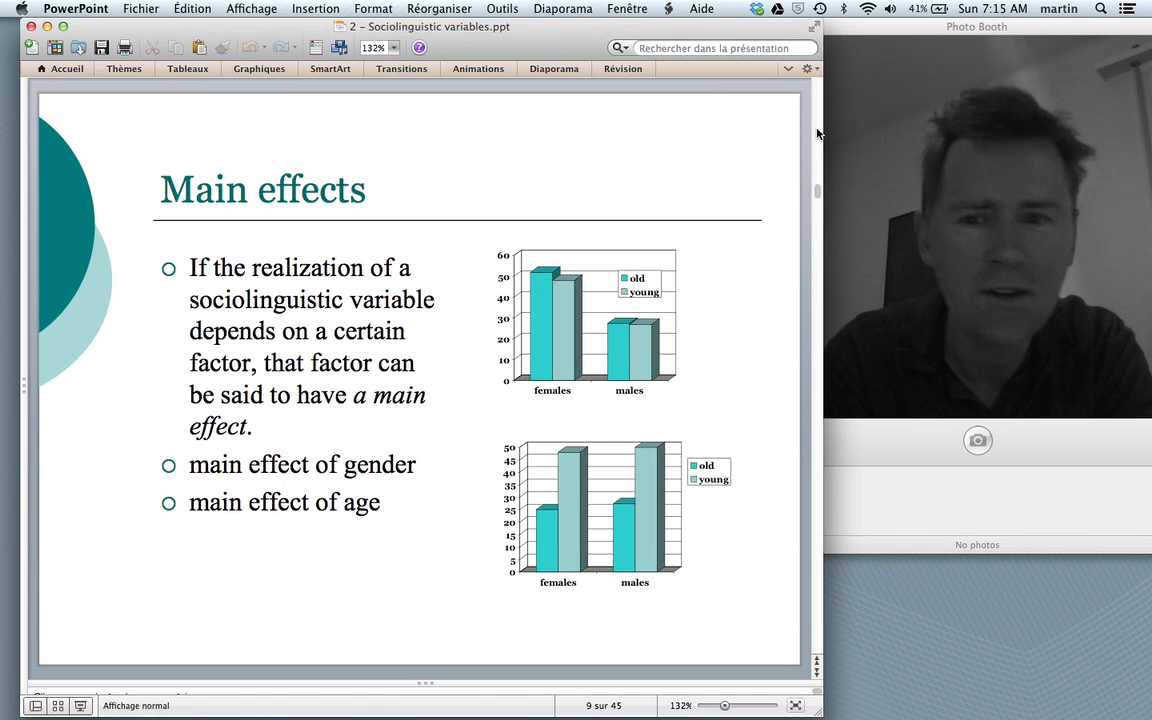 PowerPoint Fichier Édition Affichage Insertion Format Réorganiser Outils Diaporama Fenêtre Aide 41% Sun 7:15 AM martin
2 – Sociolinguistic variables.ppt
Photo Booth
132% Rechercher dans la présentation
Accueil Thèmes Tableaux Graphiques SmartArt Transitions Animations Diaporama Révision
Main effects
If the realization of a
sociolinguistic variable
depends on a certain
factor, that factor can
be said to have a main
effect.
main effect of gender
main effect of age
60
50
40
30
20
10
0
old
young
females males
50
45
40
35
30
25
20
15
10
5
0
old
young
females males
No photos
Affichage normal 9 sur 45 132%